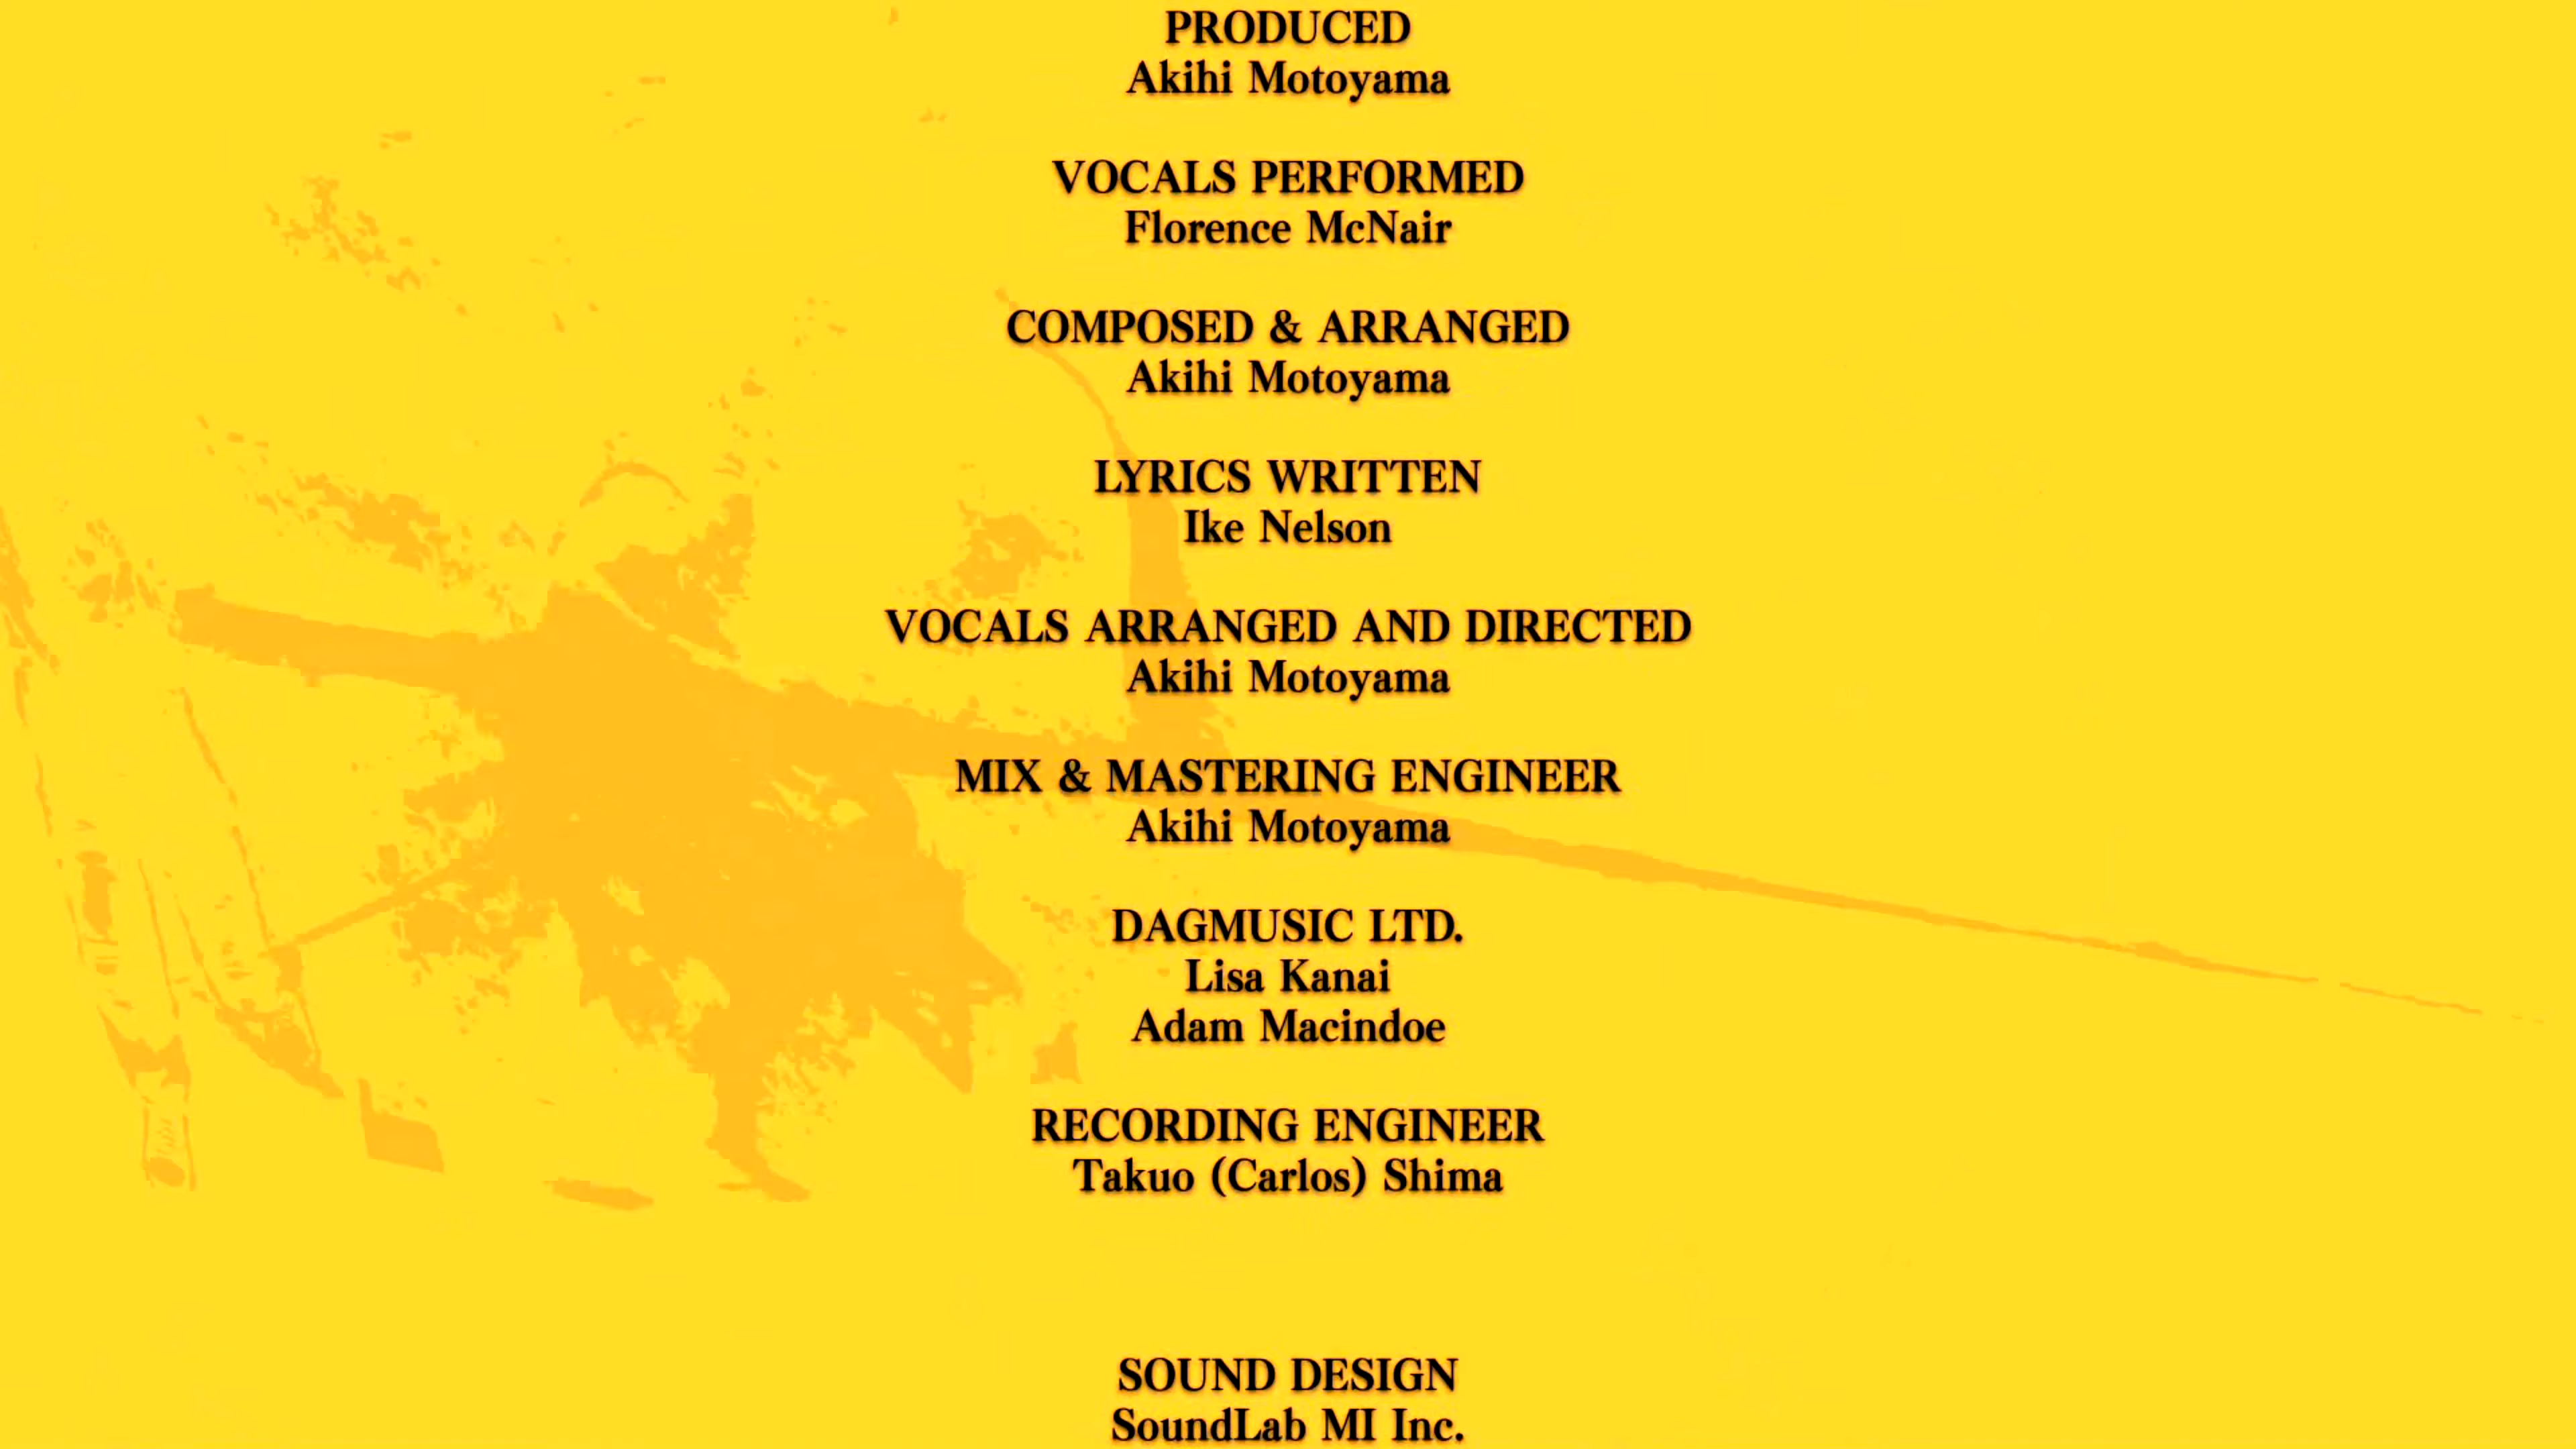 PRODUCED
Akihi Motoyama
VOCALS PERFORMED
Florence McNair
COMPOSED & ARRANGED
Akihi Motoyama
LYRICS WRITTEN
Ike Nelson
VOCALS ARRANGED AND DIRECTED
Akihi Motoyama
MIX & MASTERING ENGINEER
Akihi Motoyama
DAGMUSIC LTD.
Lisa Kanai
Adam Macindoe
RECORDING ENGINEER
Takuo (Carlos) Shima
SOUND DESIGN
SoundLab MI Inc.